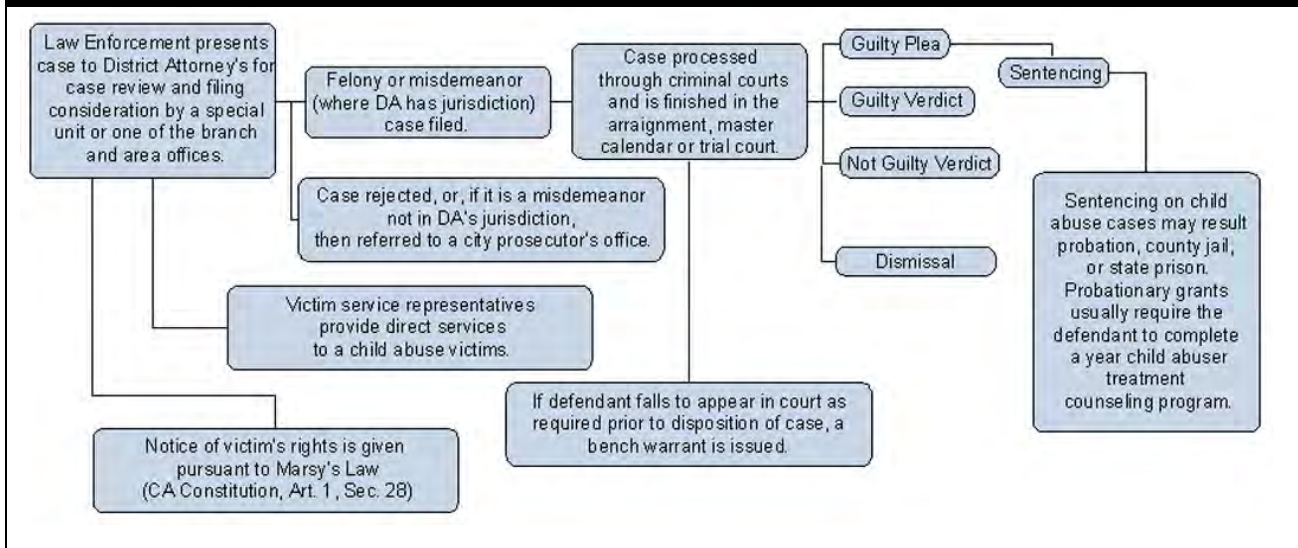 Law Enforcement presents
case to District Attorney's for
case review and filing
consideration by a special
unit or one of the branch
and area offices.
Felony or misdemeanor
(where DA has jurisdiction)
case filed.
Case rejected, or, if it is a misdemeanor
not in DA's jurisdiction,
then referred to a city prosecutor's office.
Victim service representatives
provide direct services
to a child abuse victims.
Notice of victim's rights is given
pursuant to Marsy's Law
(CA Constitution, Art. 1, Sec. 28)
Case processed
through criminal courts
and is finished in the
arraignment, master
calendar or trial court.
If defendant falls to appear in court as
required prior to disposition of case, a
bench warrant is issued.
Guilty Plea
Guilty Verdict
Not Guilty Verdict
Dismissal
Sentencing
Sentencing on child
abuse cases may result
probation, county jail,
or state prison.
Probationary grants
usually require the
defendant to complete
a year child abuser
treatment
counseling program.